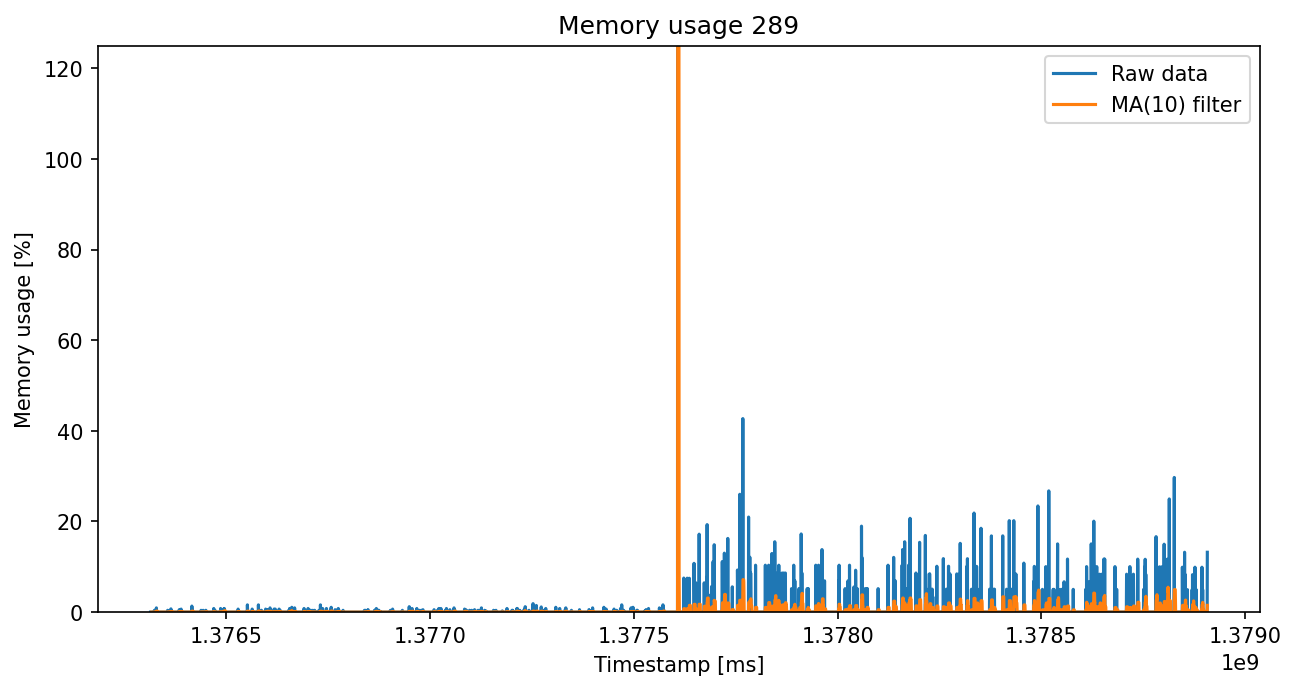 Memory usage 289
Raw data
MA(10) filter
Memory usage [%]
120
100
80
60
40
20
0
1.3765 1.3770 1.3775 1.3780 1.3785 1.3790
1e9
Timestamp [ms]